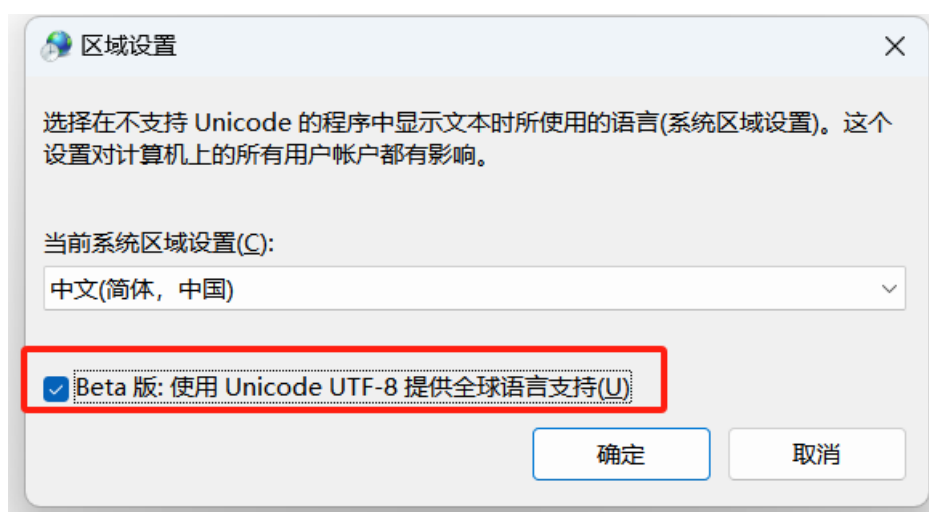 区域设置
选择在不支持 Unicode 的程序中显示文本时所使用的语言(系统区域设置)。这个
设置对计算机上的所有用户帐户都有影响。
当前系统区域设置(C):
中文(简体，中国)
Beta 版: 使用 Unicode UTF-8 提供全球语言支持(U)
确定
取消